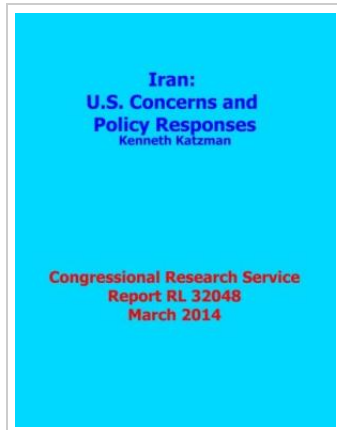 Iran:
U.S. Concerns and
Policy Responses
Kenneth Katzman
Congressional Research Service
Report RL 32048
March 2014